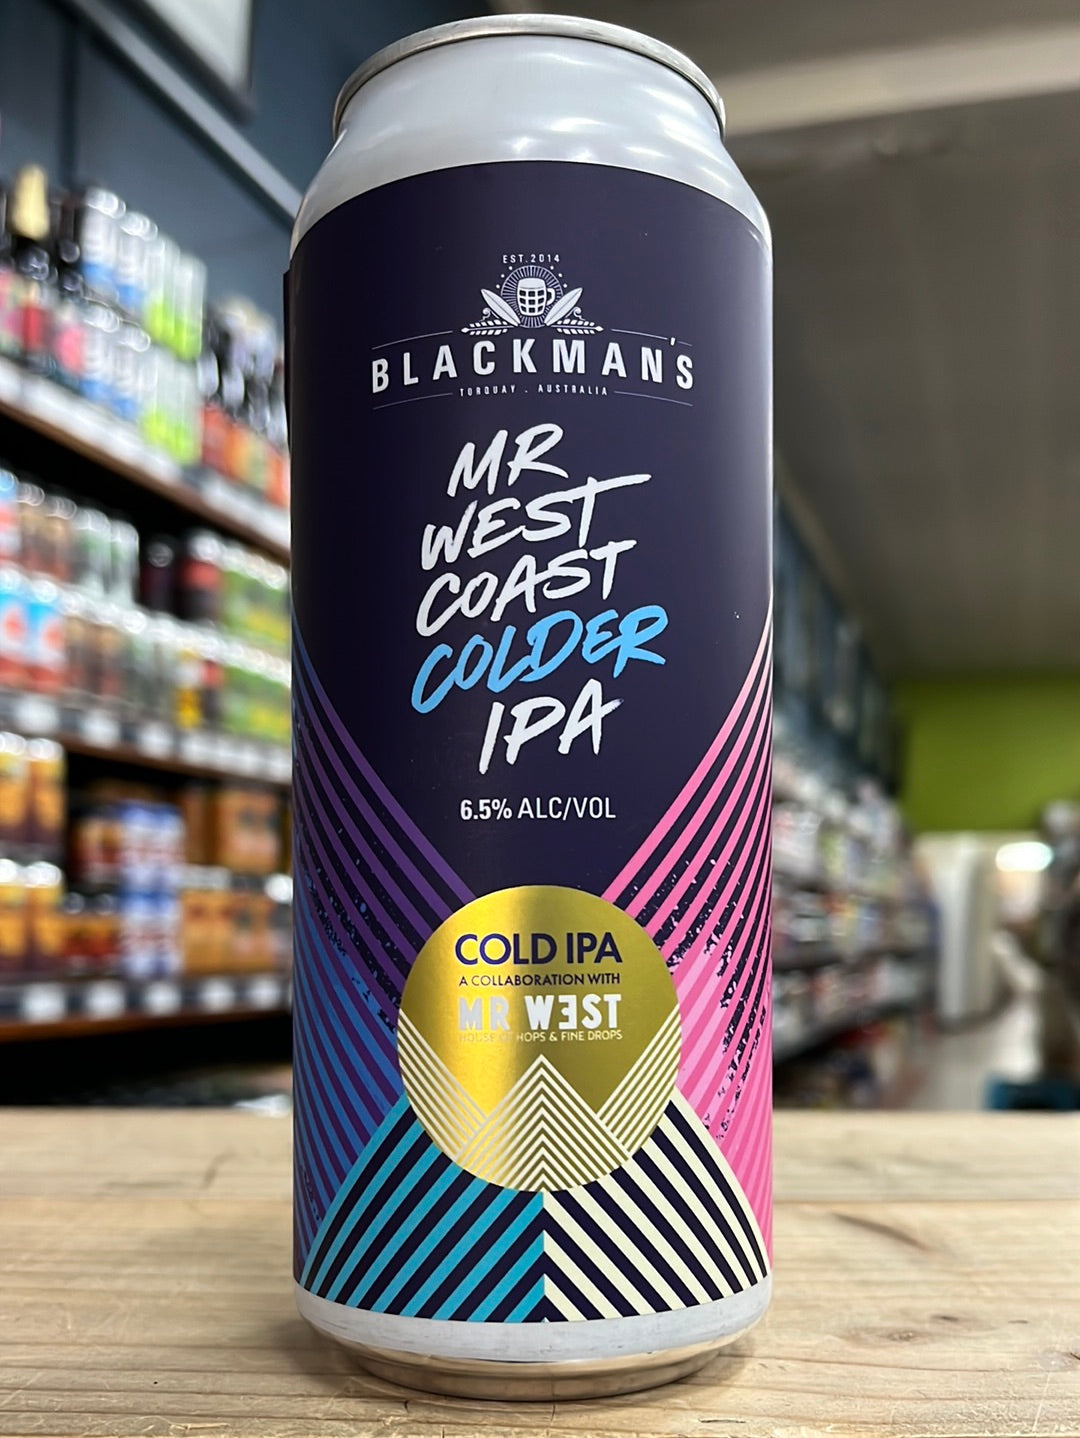 EST. 2014
BLACKMAN'S
TORQUAY . AUSTRALIA
MR
WEST
COAST
COLDER
IPA
6.5% ALC/VOL
COLD IPA
A COLLABORATION WITH
MR WƎST
HOUSE OF HOPS & FINE DROPS